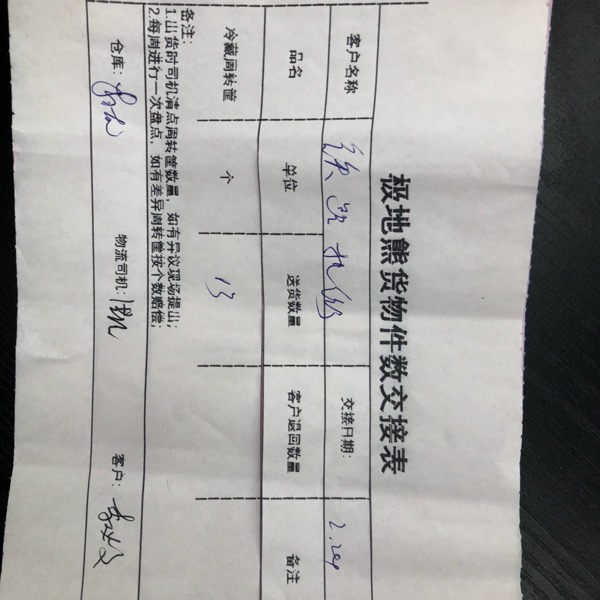 极地熊货物件数交接表
客户名称 交接日期: 2.24
品名 单位 送货数量 客户退回数量 备注
冷藏周转筐 个 13
备注:
1.出货时司机清点周转筐数量，如有异议现场提出;
2.每周进行一次盘点，如有差异周转筐按个数赔偿;
仓库: 物流司机: 客户: